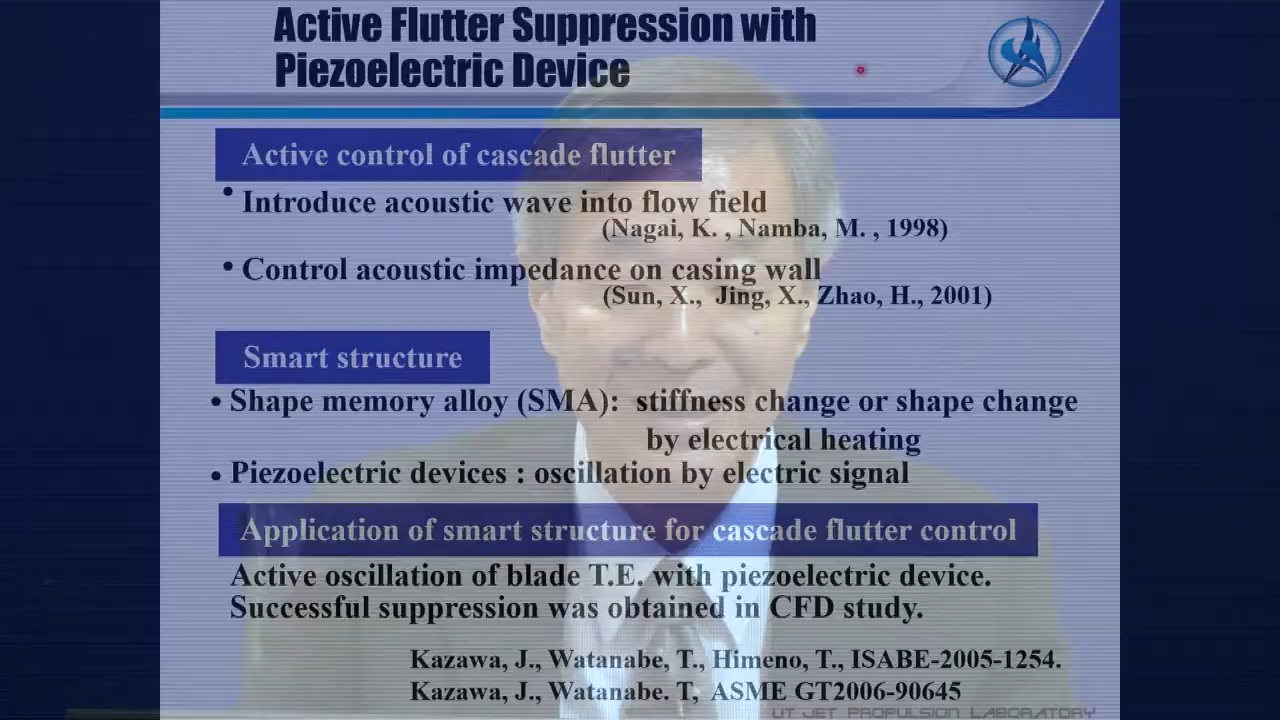 Active Flutter Suppression with
Piezoelectric Device
Active control of cascade flutter
• Introduce acoustic wave into flow field
(Nagai, K. , Namba, M. , 1998)
• Control acoustic impedance on casing wall
(Sun, X., Jing, X., Zhao, H., 2001)
Smart structure
• Shape memory alloy (SMA): stiffness change or shape change
by electrical heating
• Piezoelectric devices : oscillation by electric signal
Application of smart structure for cascade flutter control
Active oscillation of blade T.E. with piezoelectric device.
Successful suppression was obtained in CFD study.
Kazawa, J., Watanabe, T., Himeno, T., ISABE-2005-1254.
Kazawa, J., Watanabe. T, ASME GT2006-90645
UT JET PROPULSION LABORATORY